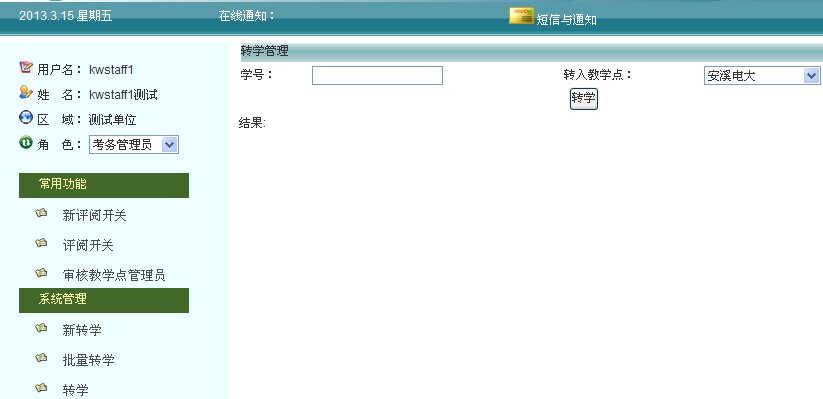 2013.3.15 星期五 在线通知： 短信与通知
用户名： kwstaff1
姓 名： kwstaff1测试
区 域： 测试单位
角 色： 考务管理员
常用功能
新评阅开关
评阅开关
审核教学点管理员
系统管理
新转学
批量转学
转学
转学管理
学号： 转入教学点： 安溪电大
转学
结果: